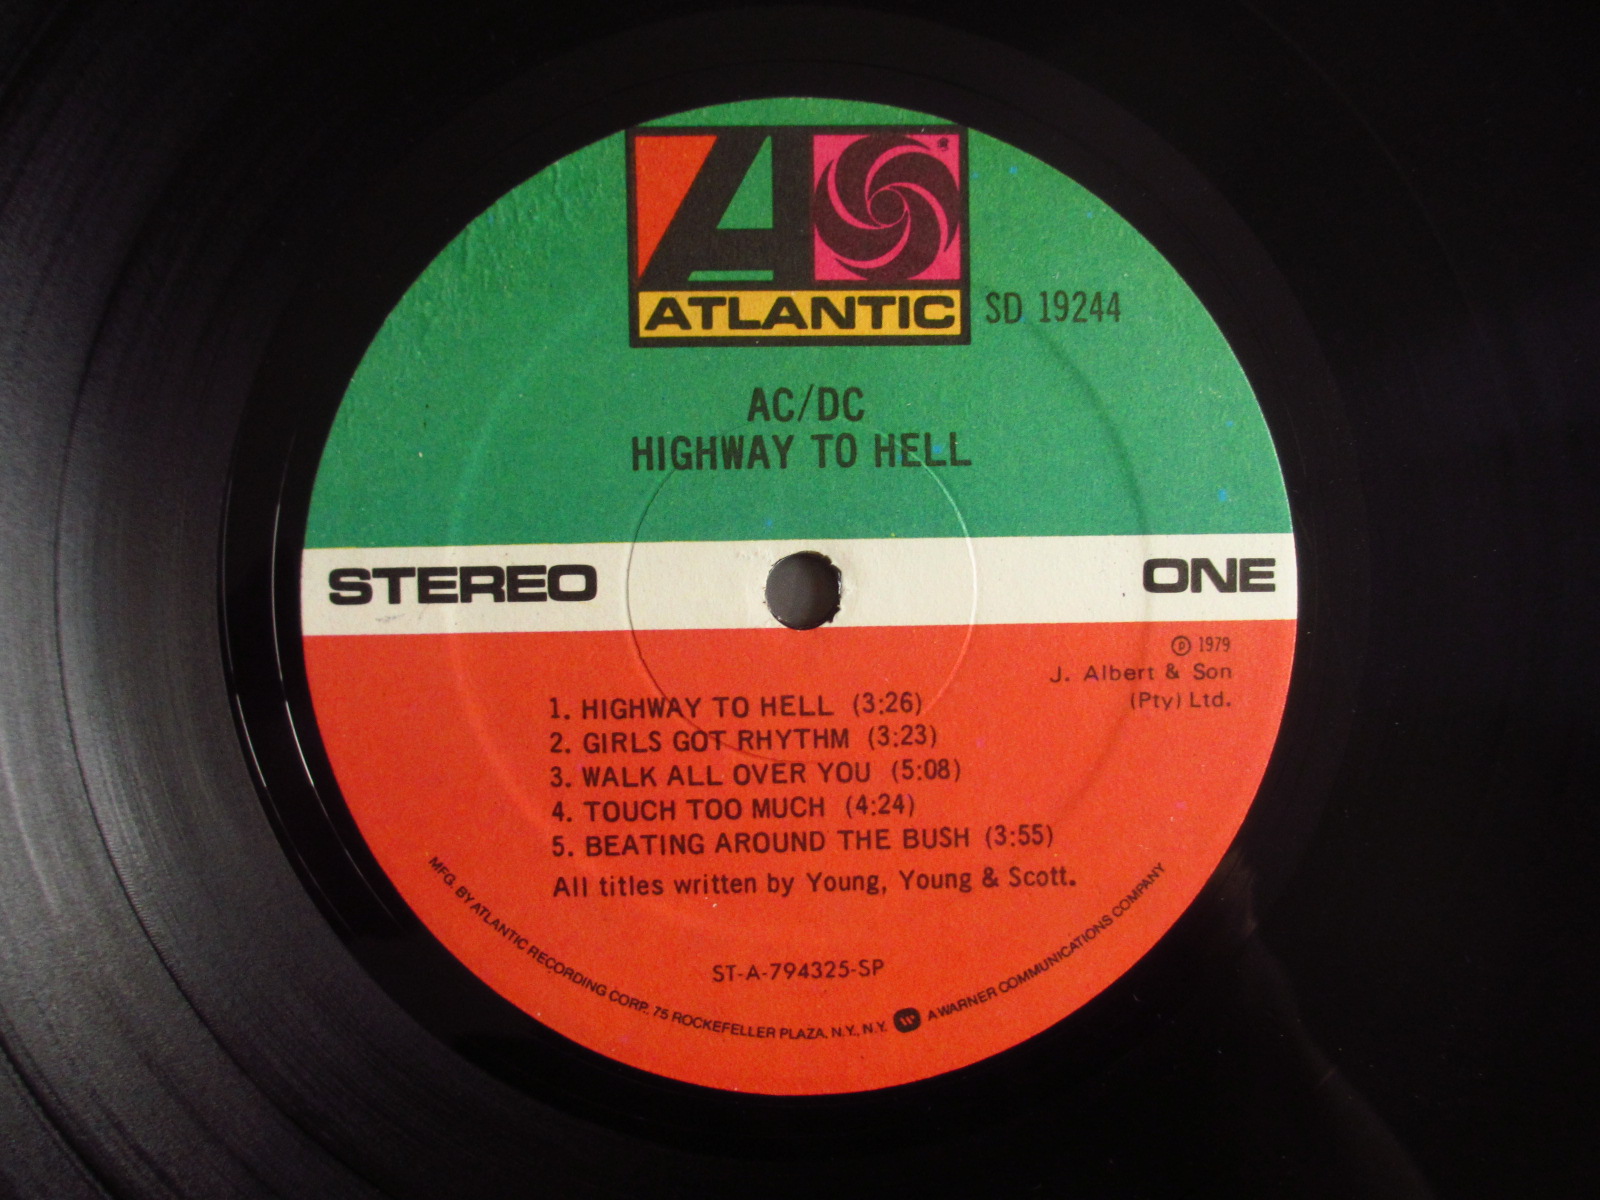 ATLANTIC
SD 19244
AC/DC
HIGHWAY TO HELL
STEREO
ONE
℗ 1979
J. Albert & Son
(Pty) Ltd.
1. HIGHWAY TO HELL (3:26)
2. GIRLS GOT RHYTHM (3:23)
3. WALK ALL OVER YOU (5:08)
4. TOUCH TOO MUCH (4:24)
5. BEATING AROUND THE BUSH (3:55)
All titles written by Young, Young & Scott.
ST-A-794325-SP
MFG. BY ATLANTIC RECORDING CORP., 75 ROCKEFELLER PLAZA, N.Y., N.Y. A WARNER COMMUNICATIONS COMPANY